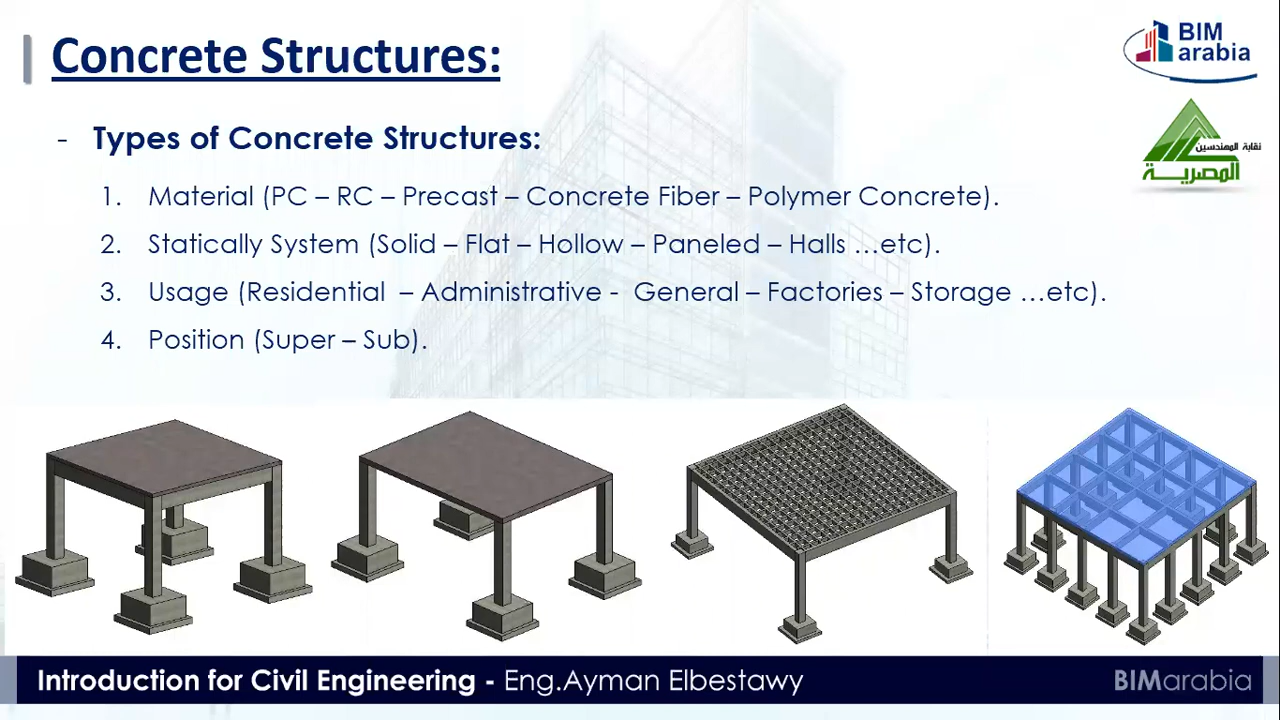 Concrete Structures:
BIM
arabia
- Types of Concrete Structures:
نقابة المهندسين
المصرية
1. Material (PC – RC – Precast – Concrete Fiber – Polymer Concrete).
2. Statically System (Solid – Flat – Hollow – Paneled – Halls …etc).
3. Usage (Residential – Administrative - General – Factories – Storage …etc).
4. Position (Super – Sub).
Introduction for Civil Engineering - Eng.Ayman Elbestawy
BIMarabia